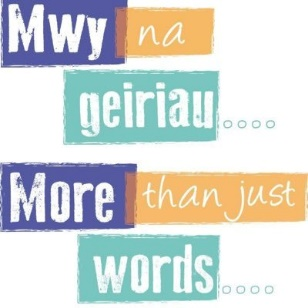 Mwy na
geiriau....
More than just
words....